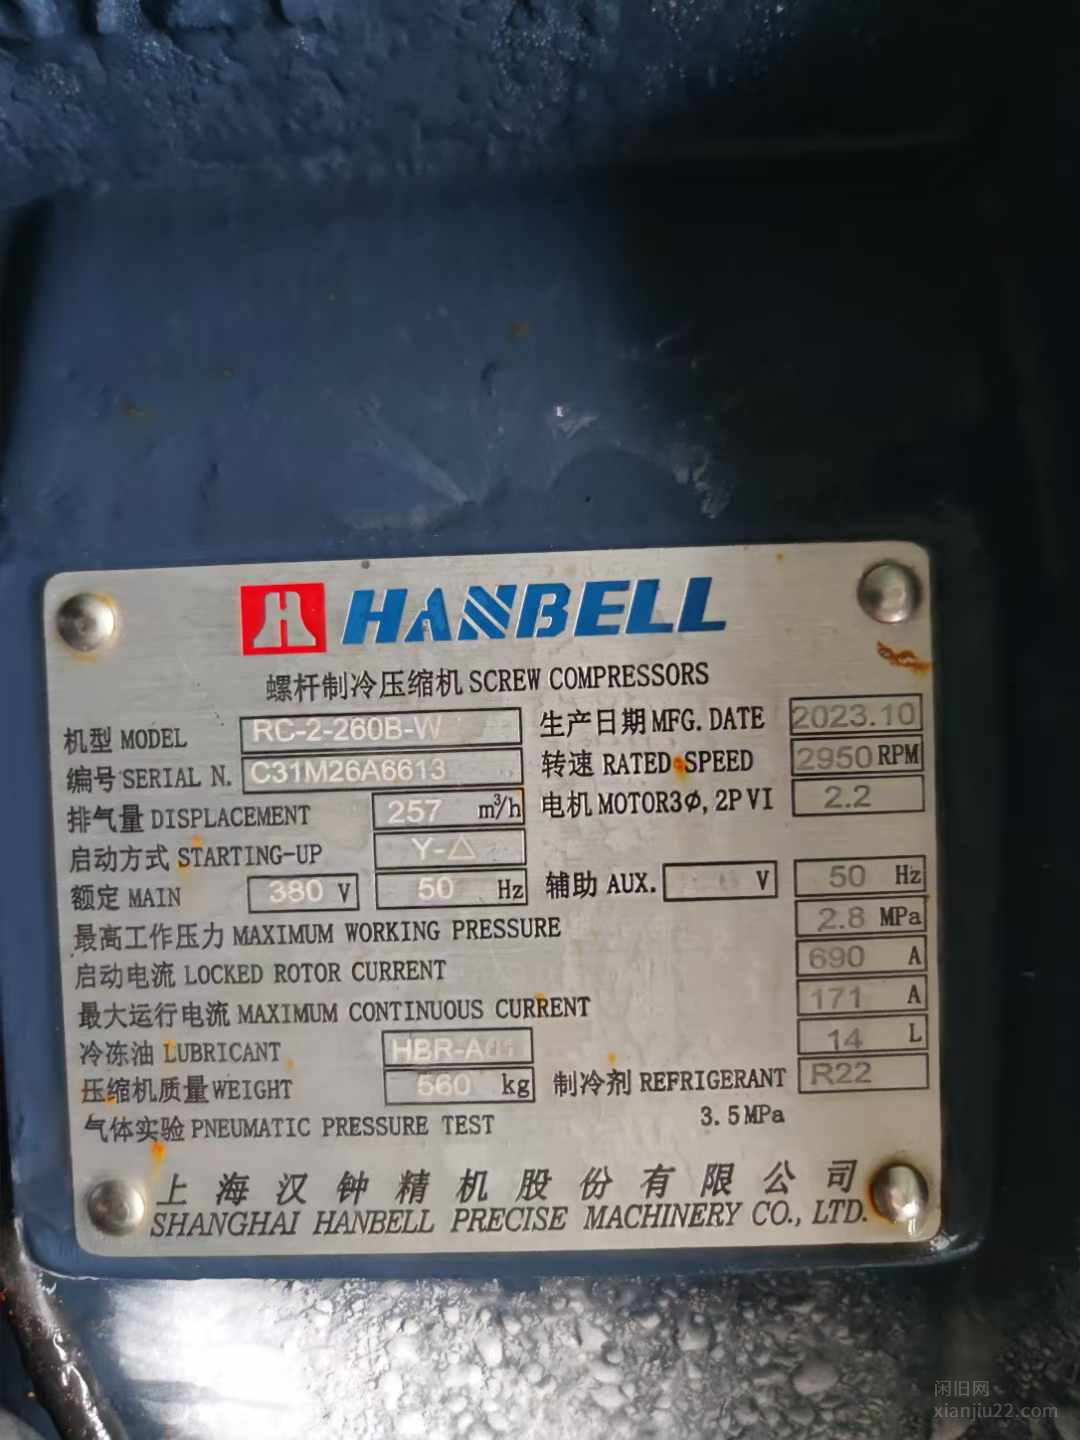 HANBELL
螺杆制冷压缩机 SCREW COMPRESSORS
机型 MODEL RC-2-260B-W 生产日期 MFG. DATE 2023.10
编号 SERIAL N. C31M26A6613 转速 RATED SPEED 2950 RPM
排气量 DISPLACEMENT 257 m³/h 电机 MOTOR3Φ, 2P VI 2.2
启动方式 STARTING-UP Y-△
额定 MAIN 380 V 50 Hz 辅助 AUX. V 50 Hz
最高工作压力 MAXIMUM WORKING PRESSURE 2.8 MPa
启动电流 LOCKED ROTOR CURRENT 690 A
最大运行电流 MAXIMUM CONTINUOUS CURRENT 171 A
冷冻油 LUBRICANT 14 L
压缩机质量 WEIGHT 560 kg 制冷剂 REFRIGERANT R22
气体实验 PNEUMATIC PRESSURE TEST 3.5MPa
上海汉钟精机股份有限公司
SHANGHAI HANBELL PRECISE MACHINERY CO., LTD.
闲旧网
xianjiu22.com